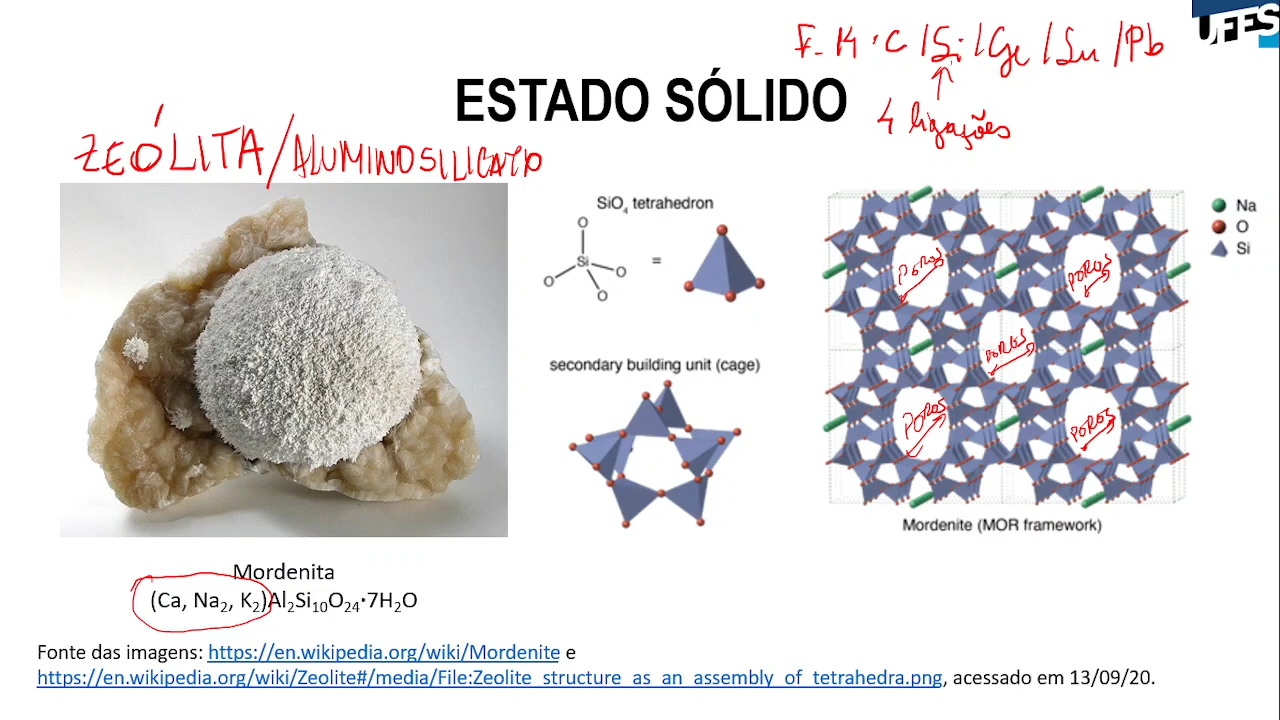 UFES
F. 14 • C / Si / Ge / Sn / Pb
ESTADO SÓLIDO
4 ligações
ZEÓLITA/ALUMINOSILICATO
SiO₄ tetrahedron
O
Si
O
O
O
=
secondary building unit (cage)
POROS
POROS
POROS
POROS
POROS
Na
O
Si
Mordenite (MOR framework)
Mordenita
(Ca, Na₂, K₂)Al₂Si₁₀O₂₄•7H₂O
Fonte das imagens: https://en.wikipedia.org/wiki/Mordenite e
https://en.wikipedia.org/wiki/Zeolite#/media/File:Zeolite_structure_as_an_assembly_of_tetrahedra.png, acessado em 13/09/20.